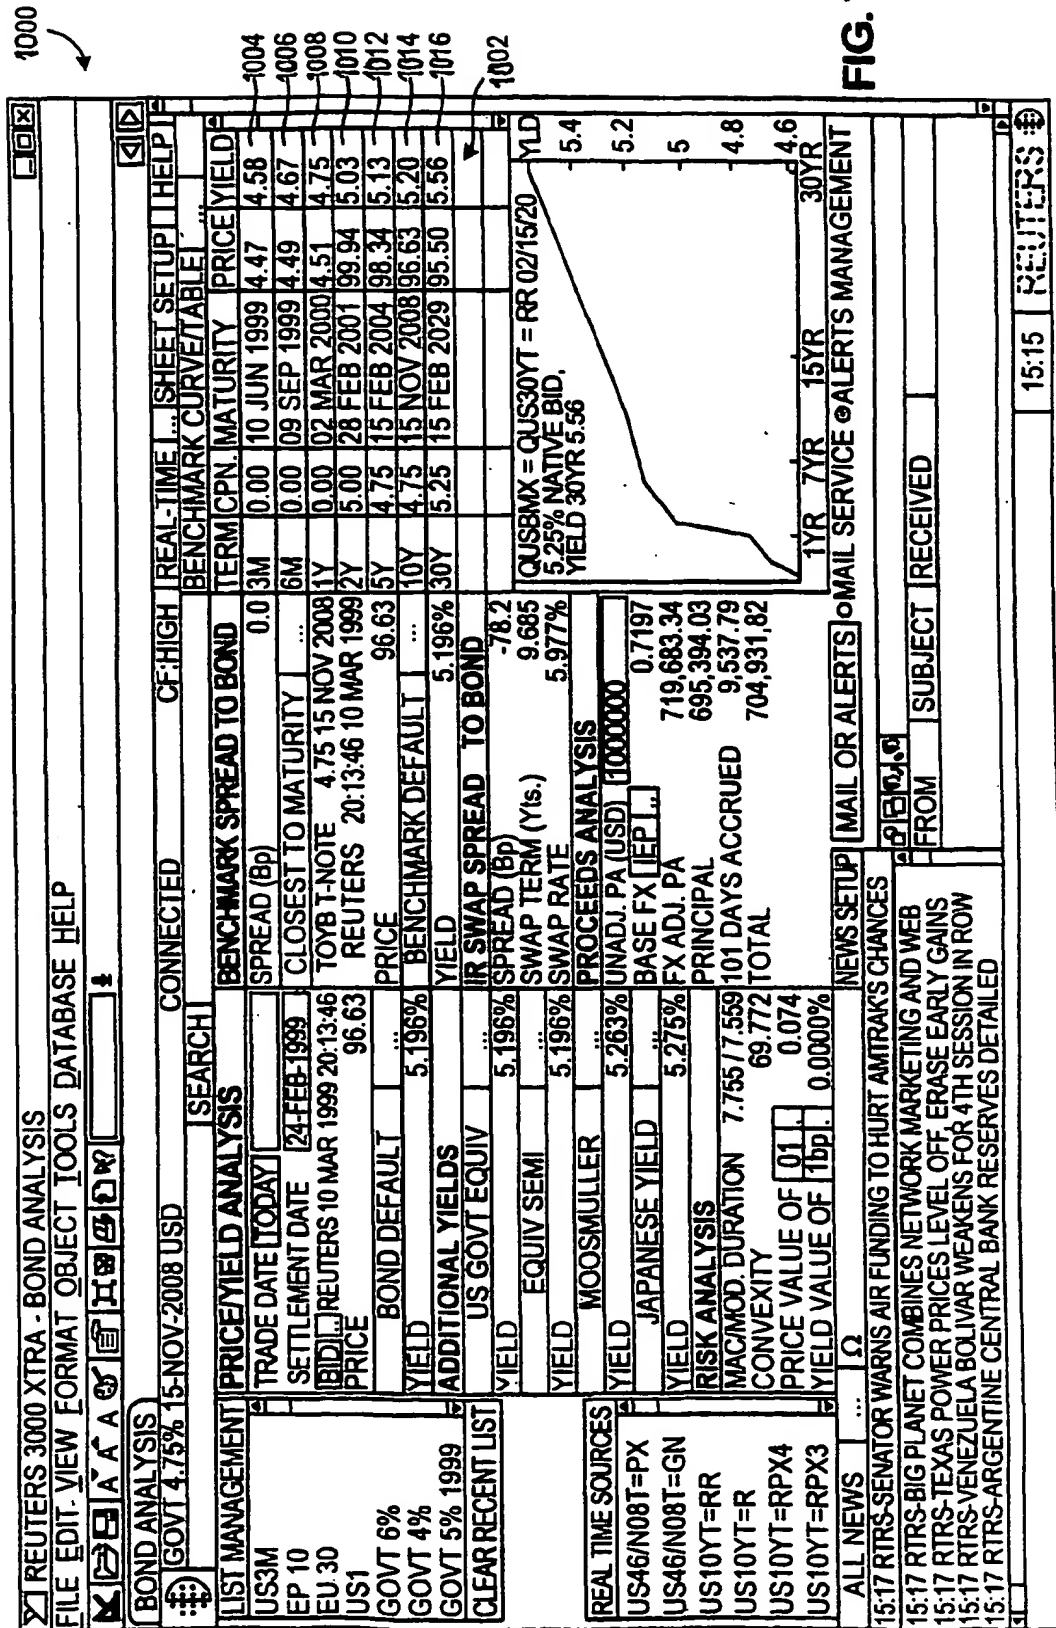 1000
REUTERS 3000 XTRA - BOND ANALYSIS
FILE EDIT- VIEW FORMAT OBJECT TOOLS DATABASE HELP
BOND ANALYSIS
GOVT 4.75% 15-NOV-2008 USD CONNECTED CF:HIGH REAL-TIME ... SHEET SETUP HELP
SEARCH
LIST MANAGEMENT
US3M
EP 10
EU 30
US1
GOVT 6%
GOVT 4%
GOVT 5% 1999
CLEAR RECENT LIST
REAL TIME SOURCES
US46/N08T=PX
US46/N08T=GN
US10YT=RR
US10YT=R
US10YT=RPX4
US10YT=RPX3
PRICE/YIELD ANALYSIS
TRADE DATE TODAY
SETTLEMENT DATE 24-FEB-1999
BID ... REUTERS 10 MAR 1999 20:13:46
PRICE 96.63
BOND DEFAULT ...
YIELD 5.196%
ADDITIONAL YIELDS
US GOVT EQUIV ...
YIELD 5.196%
EQUIV SEMI ...
YIELD 5.196%
MOOSMULLER ...
YIELD 5.263%
JAPANESE YIELD ...
YIELD 5.275%
RISK ANALYSIS
MAC/MOD. DURATION 7.755 / 7.559
CONVEXITY 69.772
PRICE VALUE OF 01 .. 0.074
YIELD VALUE OF 1bp . 0.0000%
BENCHMARK SPREAD TO BOND
SPREAD (Bp) 0.0
CLOSEST TO MATURITY ...
TOYB T-NOTE 4.75 15 NOV 2008
REUTERS 20:13:46 10 MAR 1999
PRICE 96.63
BENCHMARK DEFAULT ...
YIELD 5.196%
IR SWAP SPREAD TO BOND
SPREAD (Bp) -78.2
SWAP TERM (Yts.) 9.685
SWAP RATE 5.977%
PROCEEDS ANALYSIS
UNADJ. PA (USD) 1000000
BASE FX IEP .. 0.7197
FX ADJ. PA 719,683.34
PRINCIPAL 695,394.03
101 DAYS ACCRUED 9,537.79
TOTAL 704,931,82
BENCHMARK CURVE/TABLE ...
TERM CPN. MATURITY PRICE YIELD
3M 0.00 10 JUN 1999 4.47 4.58 1004
6M 0.00 09 SEP 1999 4.49 4.67 1006
1Y 0.00 02 MAR 2000 4.51 4.75 1008
2Y 5.00 28 FEB 2001 99.94 5.03 1010
5Y 4.75 15 FEB 2004 98.34 5.13 1012
10Y 4.75 15 NOV 2008 96.63 5.20 1014
30Y 5.25 15 FEB 2029 95.50 5.56 1016
1002
QUSBMX = QUS30YT = RR 02/15/20 YLD
5.25% NATIVE BID,
YIELD 30YR 5.56
5.4
5.2
5
4.8
4.6
1YR 7YR 15YR 30YR
ALL NEWS ... Ω NEWS SETUP
15:17 RTRS-SENATOR WARNS AIR FUNDING TO HURT AMTRAK'S CHANCES
15:17 RTRS-BIG PLANET COMBINES NETWORK MARKETING AND WEB
15:17 RTRS-TEXAS POWER PRICES LEVEL OFF, ERASE EARLY GAINS
15:17 RTRS-VENEZUELA BOLIVAR WEAKENS FOR 4TH SESSION IN ROW
15:17 RTRS-ARGENTINE CENTRAL BANK RESERVES DETAILED
MAIL OR ALERTS MAIL SERVICE ALERTS MANAGEMENT
FROM SUBJECT RECEIVED
15:15 REUTERS
FIG.